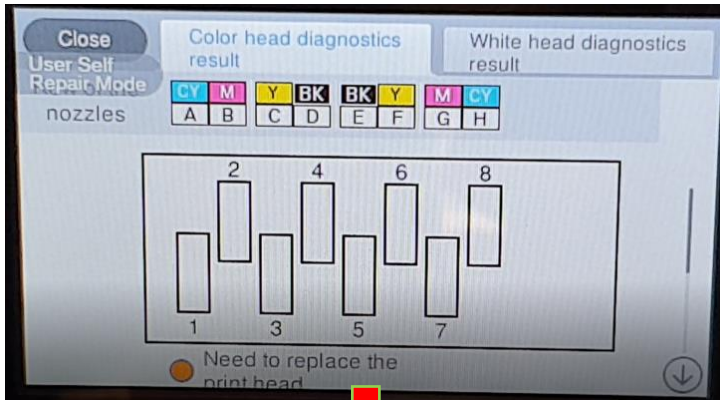 Close
User Self
Repair Mode
nozzles
Color head diagnostics
result
White head diagnostics
result
CY M Y BK BK Y M CY
A B C D E F G H
2 4 6 8
1 3 5 7
Need to replace the
print head